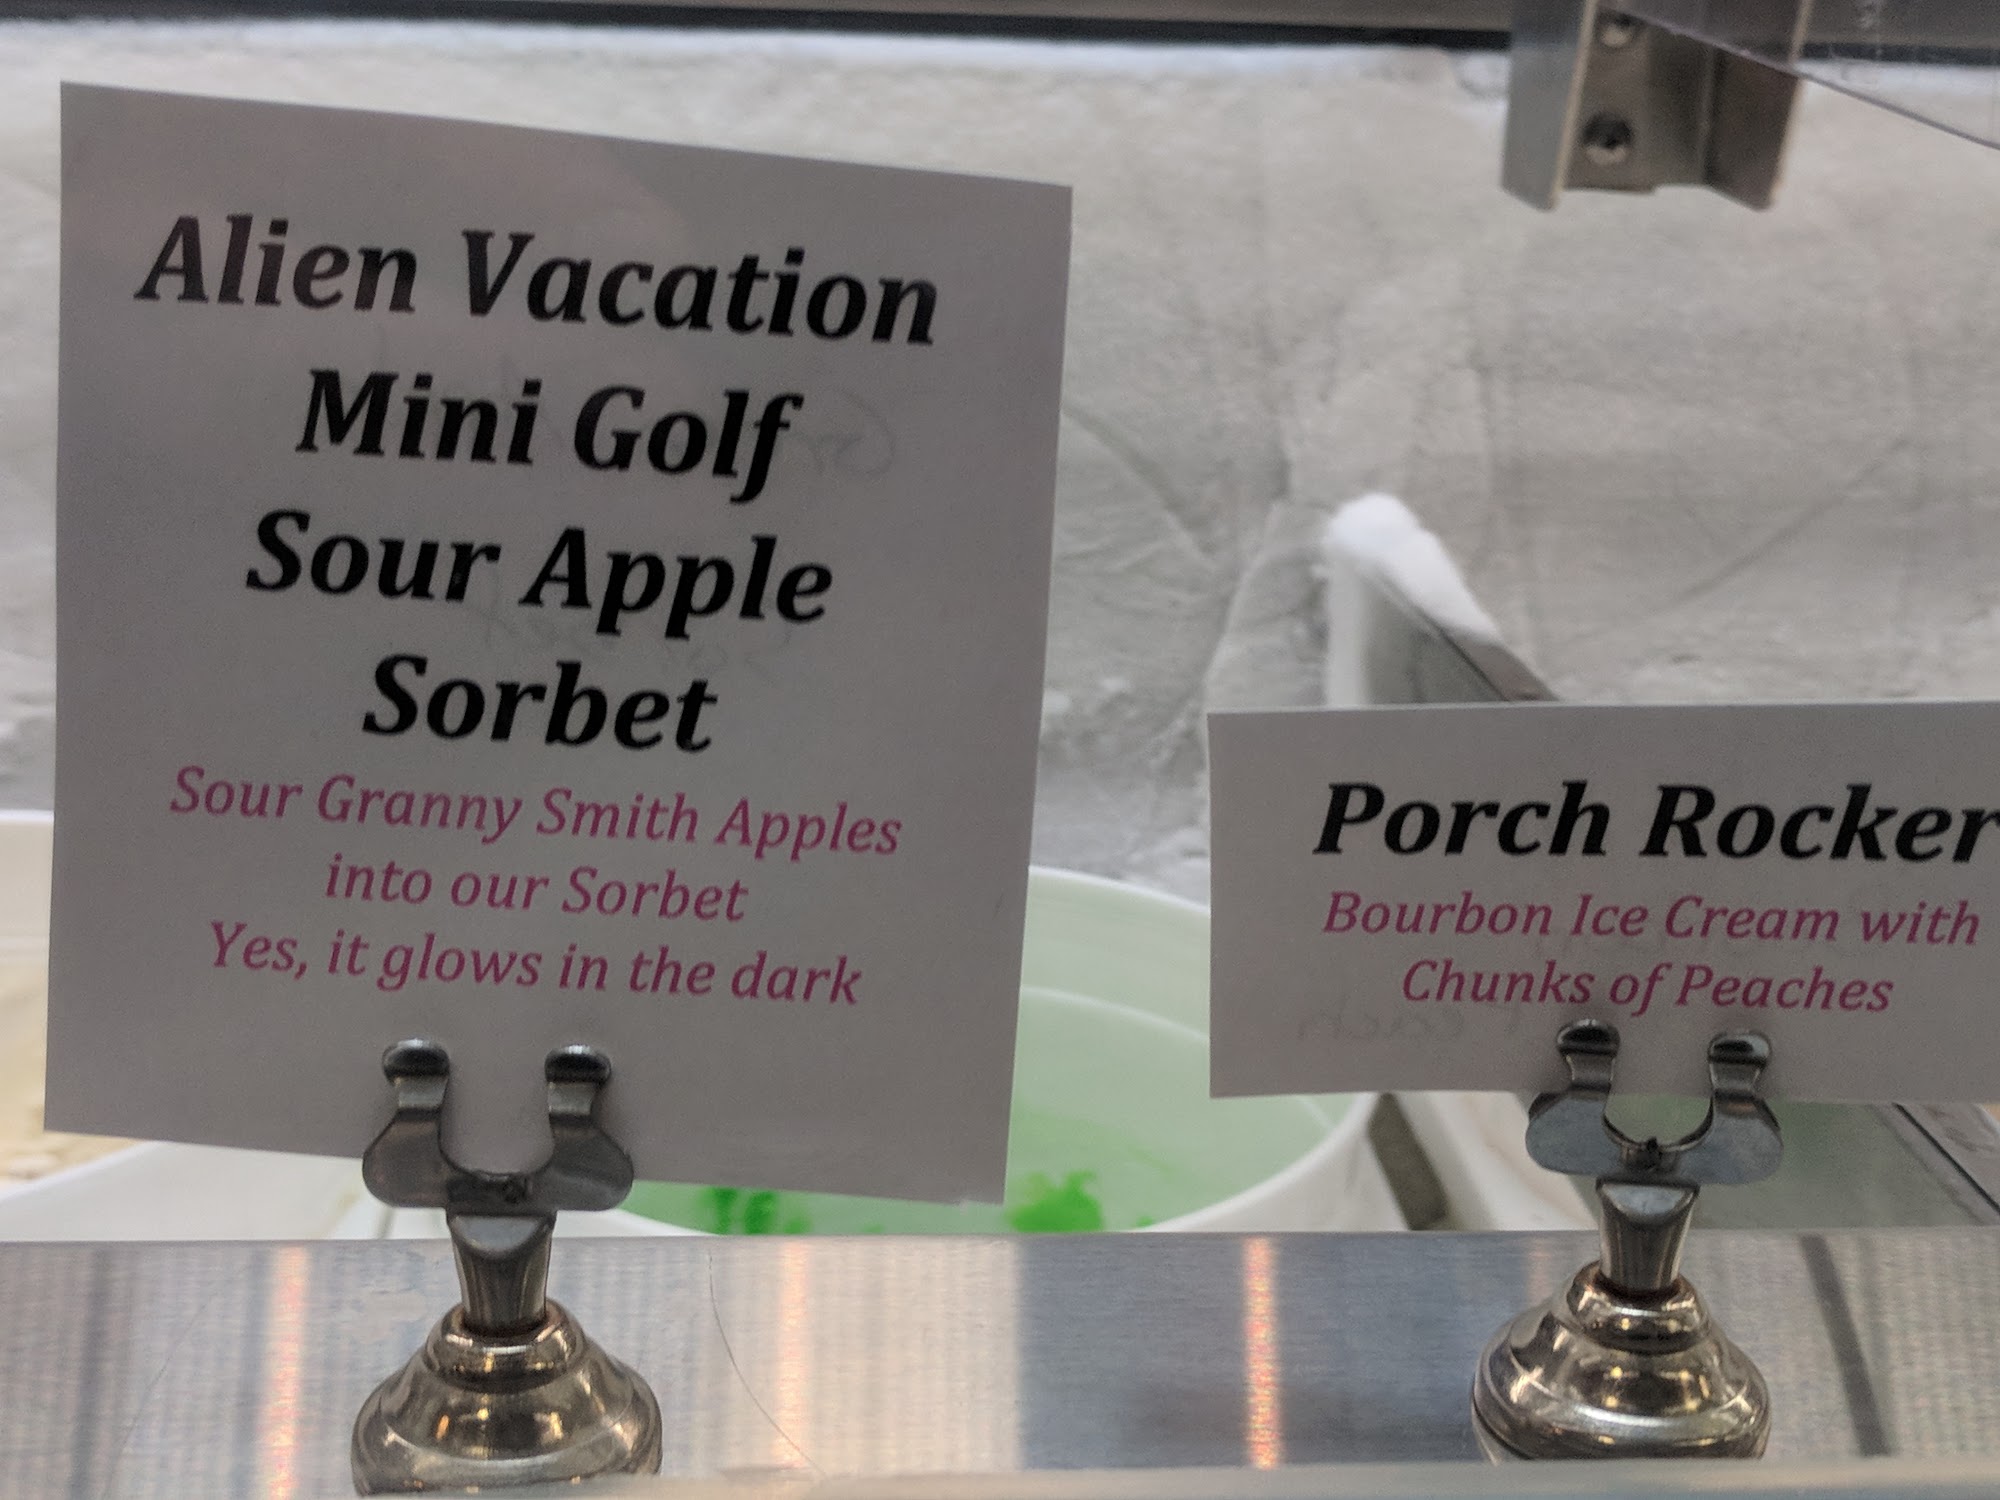 Alien Vacation
Mini Golf
Sour Apple
Sorbet
Sour Granny Smith Apples
into our Sorbet
Yes, it glows in the dark
Porch Rocker
Bourbon Ice Cream with
Chunks of Peaches